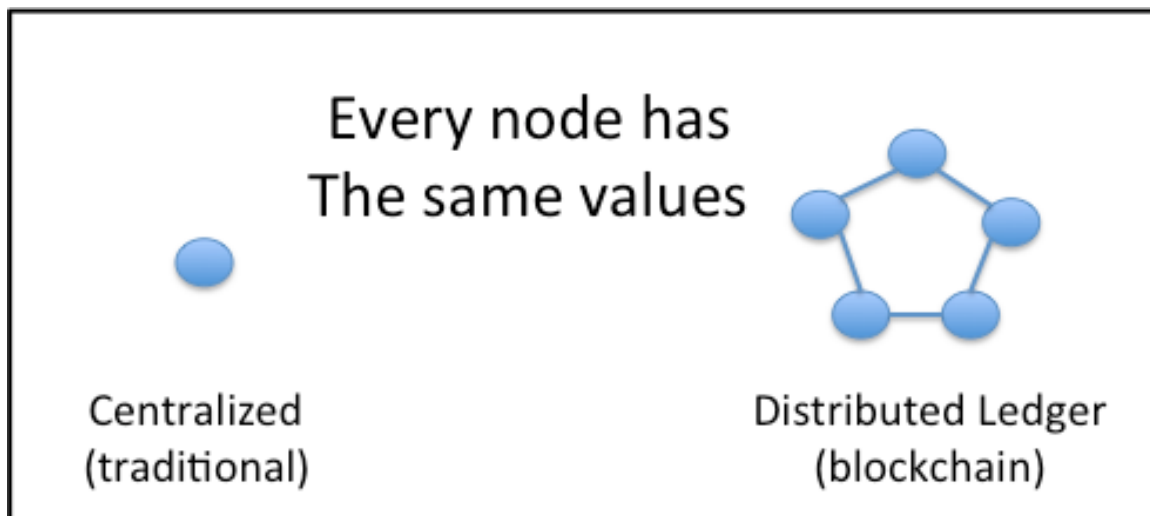 Every node has
The same values
Centralized
(traditional)
Distributed Ledger
(blockchain)